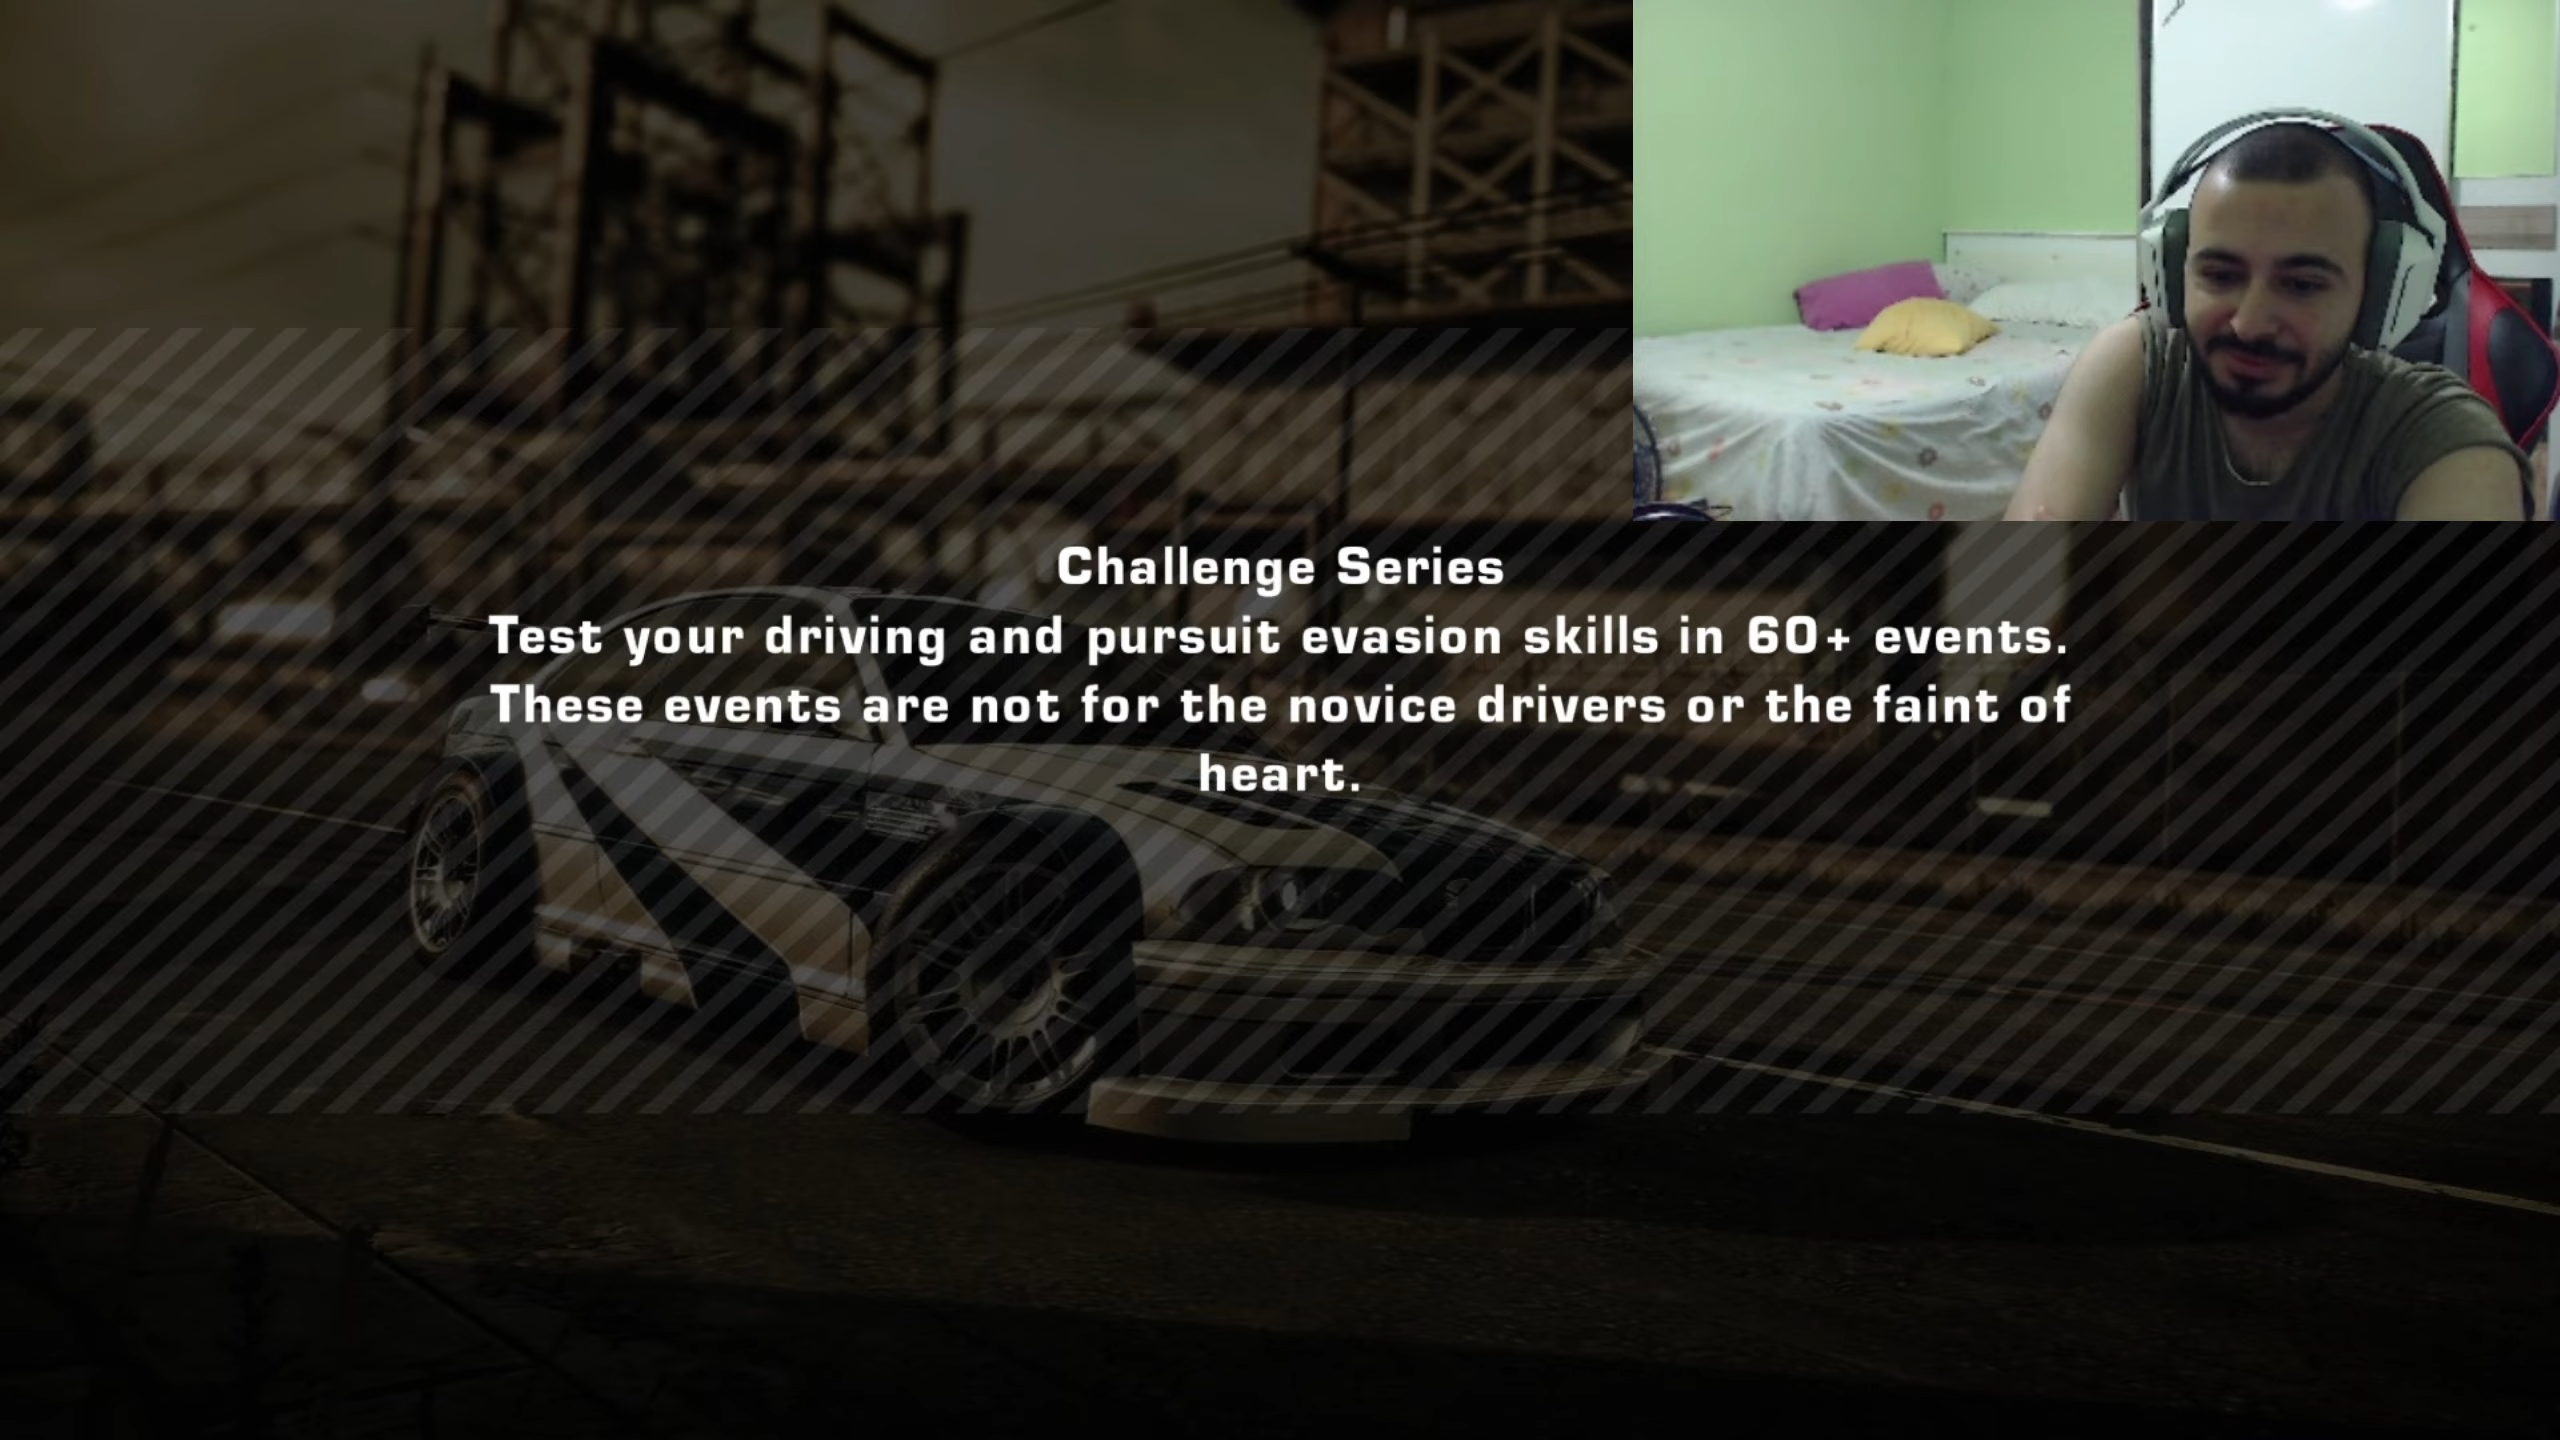 Challenge Series
Test your driving and pursuit evasion skills in 60+ events.
These events are not for the novice drivers or the faint of
heart.